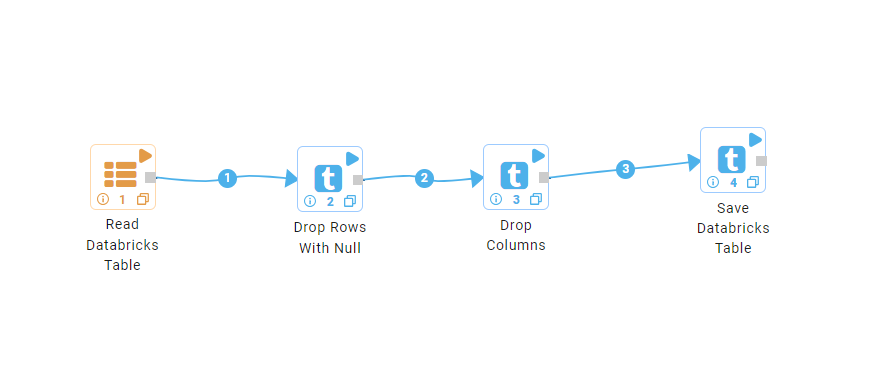 1
2
3
t
4
t
2
t
3
1
Save
Databricks
Table
Read
Databricks
Table
Drop Rows
With Null
Drop
Columns